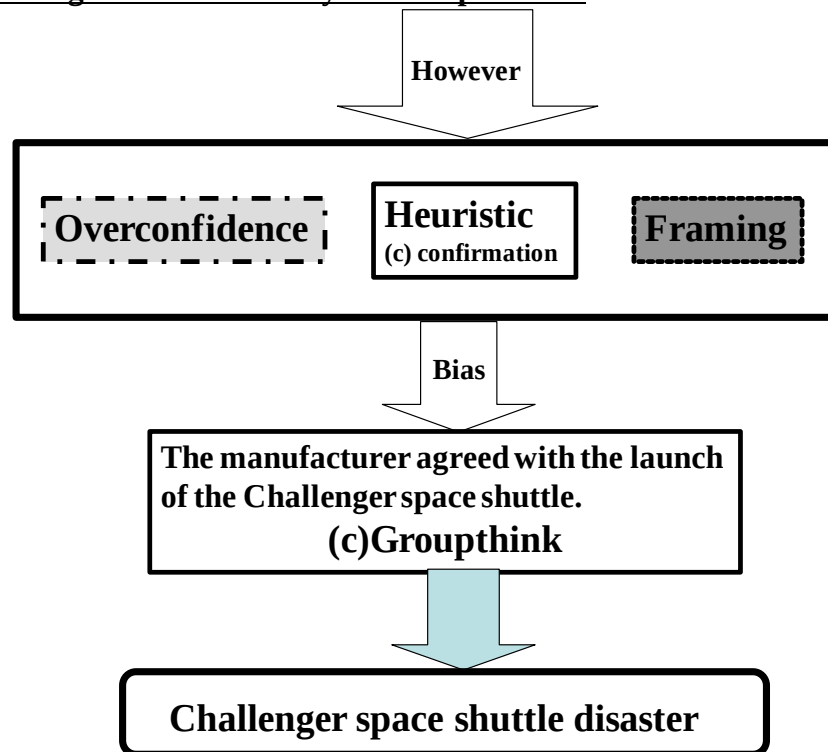 However
Overconfidence
Heuristic
(c) confirmation
Framing
Bias
The manufacturer agreed with the launch
of the Challenger space shuttle.
(c)Groupthink
Challenger space shuttle disaster